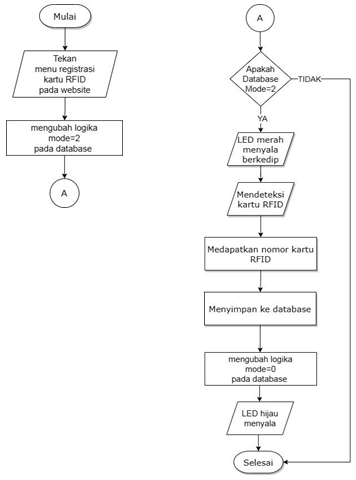 Mulai
Tekan
menu registrasi
kartu RFID
pada website
mengubah logika
mode=2
pada database
A
A
Apakah
Database
Mode=2
TIDAK
YA
LED merah
menyala
berkedip
Mendeteksi
kartu RFID
Medapatkan nomor kartu
RFID
Menyimpan ke database
mengubah logika
mode=0
pada database
LED hijau
menyala
Selesai